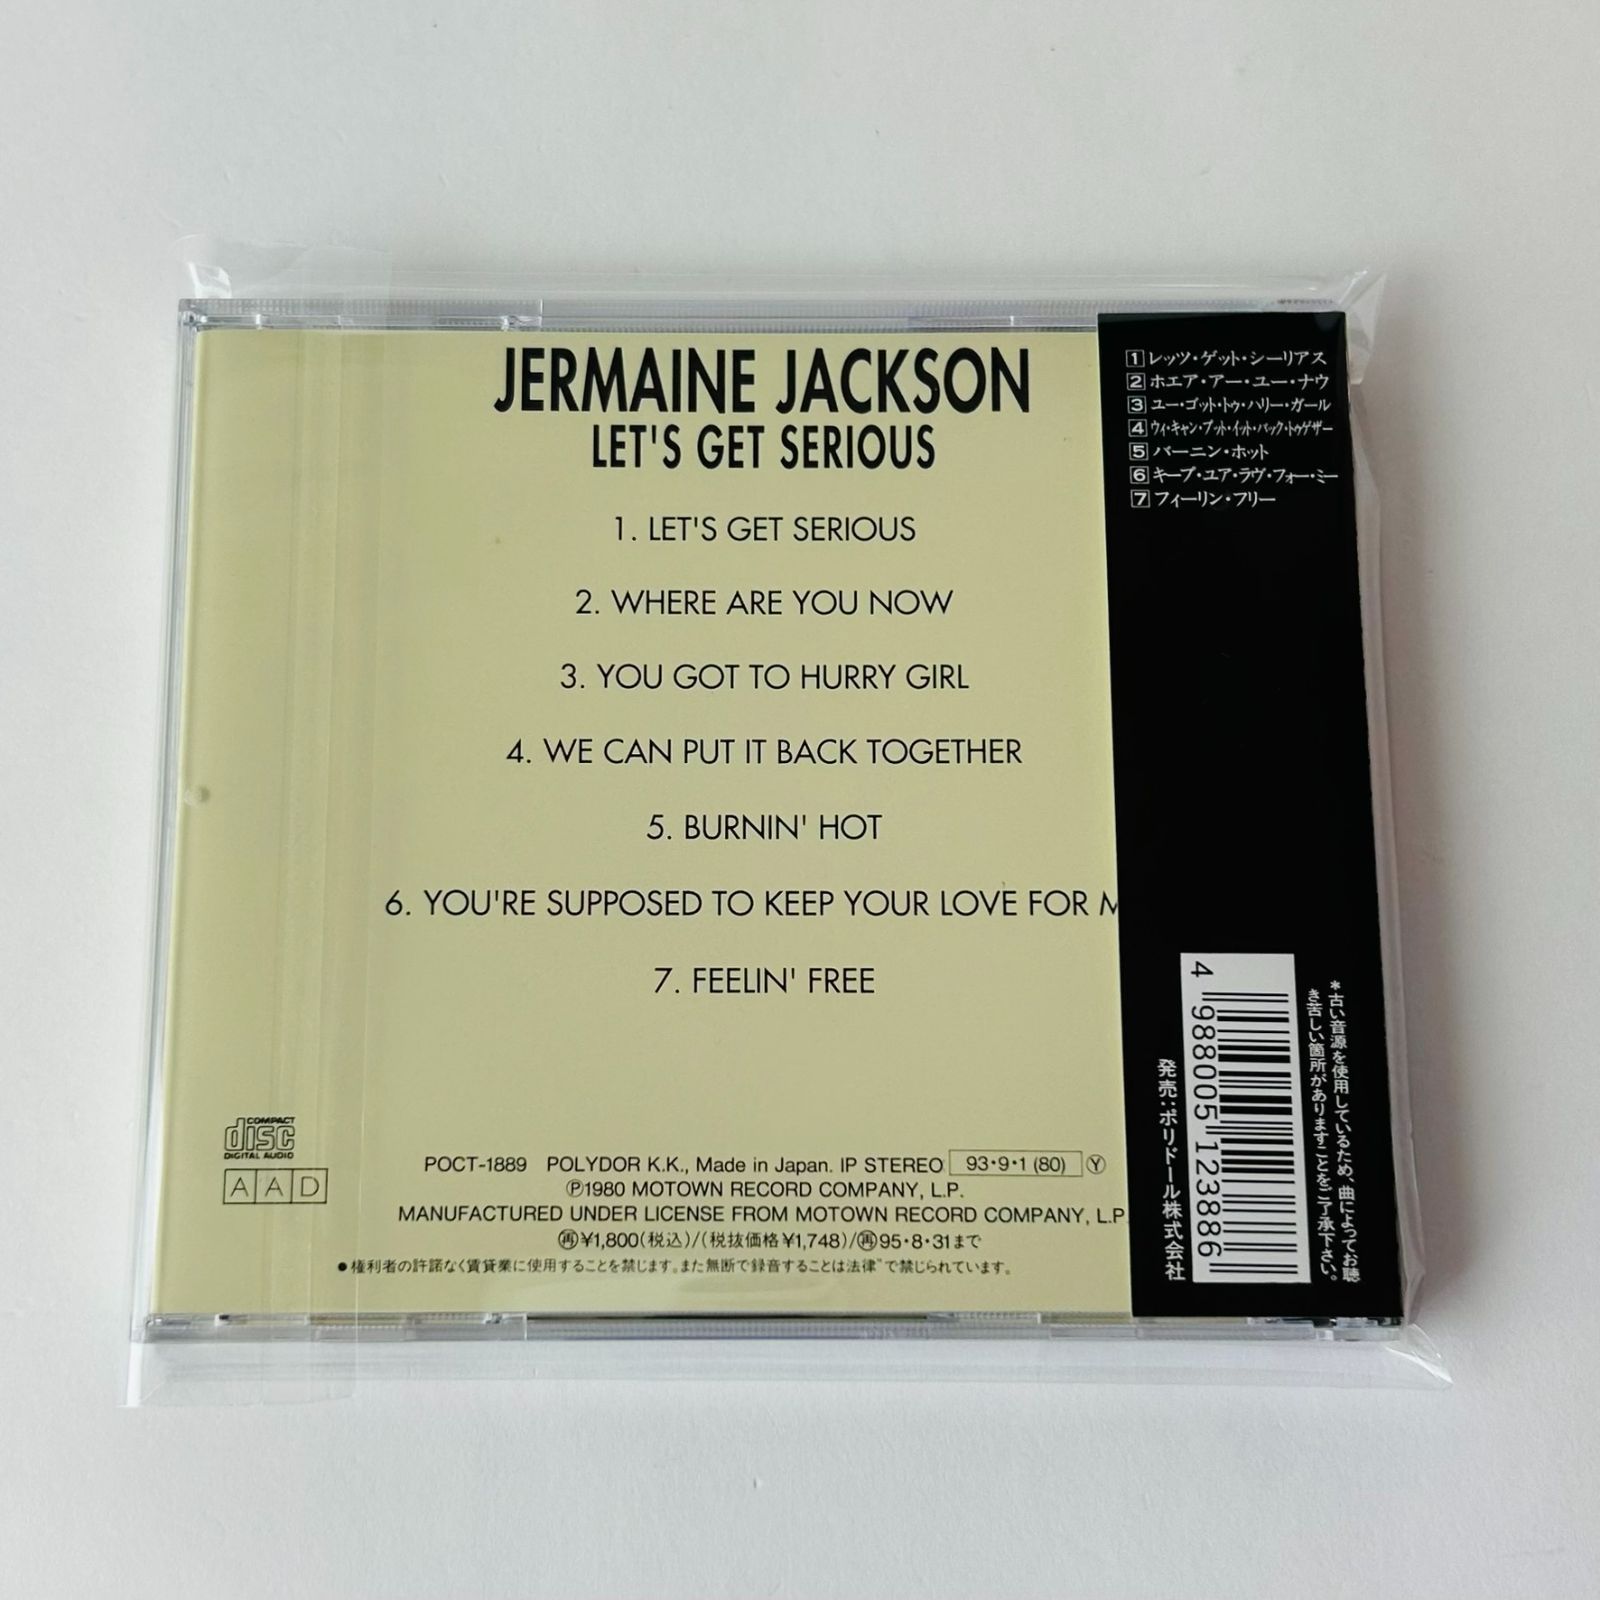 JERMAINE JACKSON
LET'S GET SERIOUS
1. LET'S GET SERIOUS
2. WHERE ARE YOU NOW
3. YOU GOT TO HURRY GIRL
4. WE CAN PUT IT BACK TOGETHER
5. BURNIN' HOT
6. YOU'RE SUPPOSED TO KEEP YOUR LOVE FOR M
7. FEELIN' FREE
COMPACT
disc
DIGITAL AUDIO
AAD
POCT-1889 POLYDOR K.K., Made in Japan. IP STEREO 93・9・1 (80) Ⓨ
Ⓟ1980 MOTOWN RECORD COMPANY, L.P.
MANUFACTURED UNDER LICENSE FROM MOTOWN RECORD COMPANY, L.P.
㊢¥1,800(税込)/(税抜価格¥1,748)/㊢95・8・31まで
●権利者の許諾なく賃貸業に使用することを禁じます。また無断で録音することは法律で禁じられています。
1 レッツ・ゲット・シーリアス
2 ホエア・アー・ユー・ナウ
3 ユー・ゴット・トゥ・ハリー・ガール
4 ウィ・キャン・プット・イット・バック・トゥゲザー
5 バーニン・ホット
6 キープ・ユア・ラヴ・フォー・ミー
7 フィーリン・フリー
*古い音源を使用しているため、曲によってお聴
き苦しい箇所がありますことをご了承下さい。
4 988005 123886
発売:ポリドール株式会社